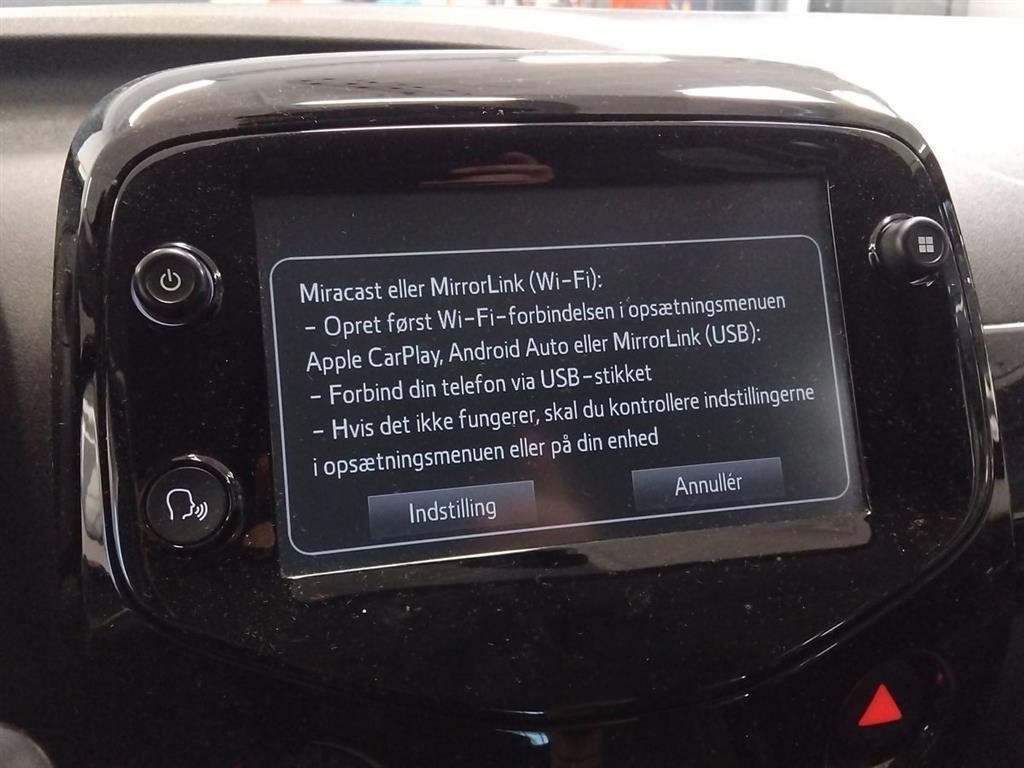 Miracast eller MirrorLink (Wi-Fi):
- Opret først Wi-Fi-forbindelsen i opsætningsmenuen
Apple CarPlay, Android Auto eller MirrorLink (USB):
- Forbind din telefon via USB-stikket
- Hvis det ikke fungerer, skal du kontrollere indstillingerne
i opsætningsmenuen eller på din enhed
Indstilling
Annullér